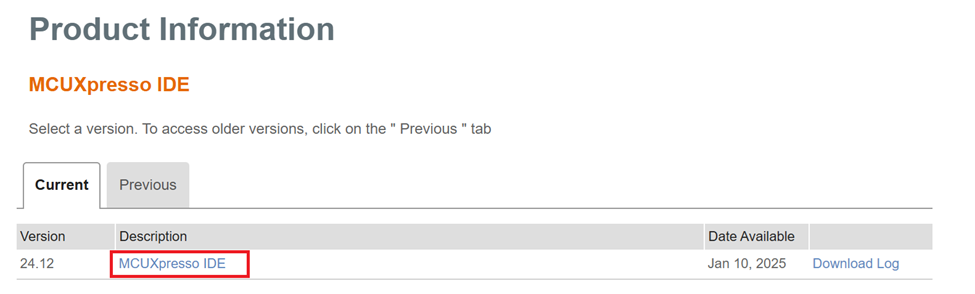 Product Information
MCUXpresso IDE
Select a version. To access older versions, click on the " Previous " tab
Current Previous
Version Description Date Available
24.12 MCUXpresso IDE Jan 10, 2025 Download Log